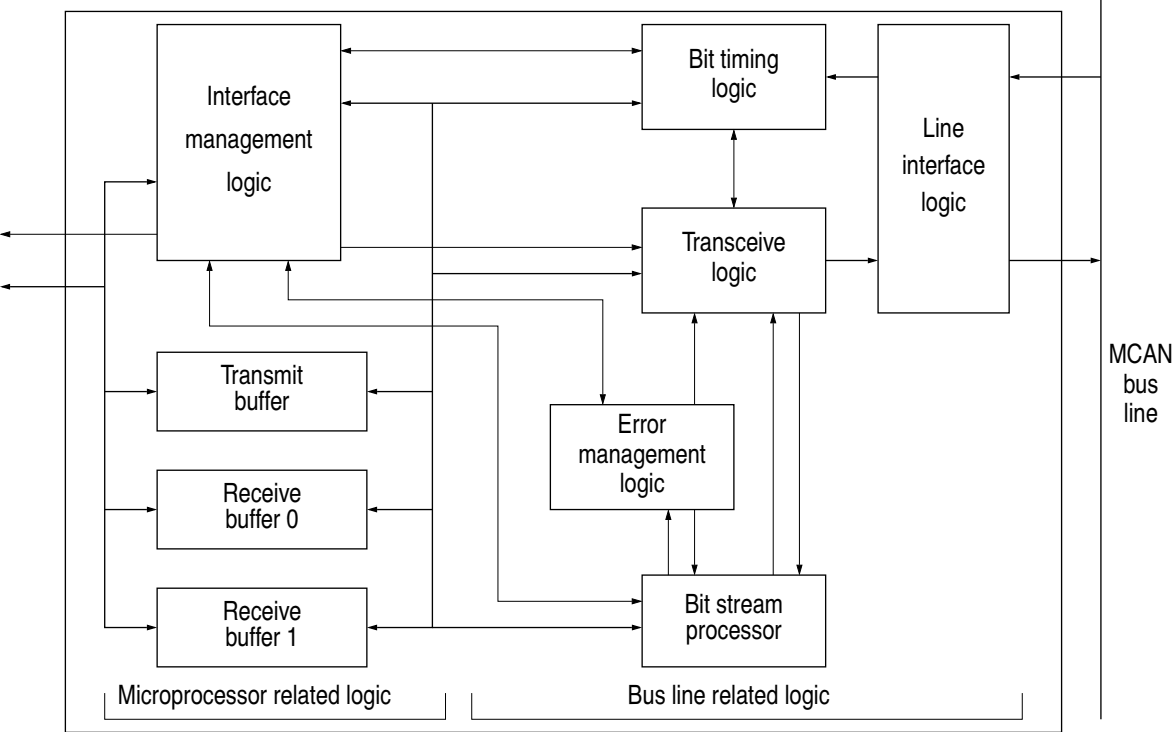 Interface
management
logic
Bit timing
logic
Line
interface
logic
Transceive
logic
MCAN
bus
line
Transmit
buffer
Error
management
logic
Receive
buffer 0
Receive
buffer 1
Bit stream
processor
Microprocessor related logic
Bus line related logic